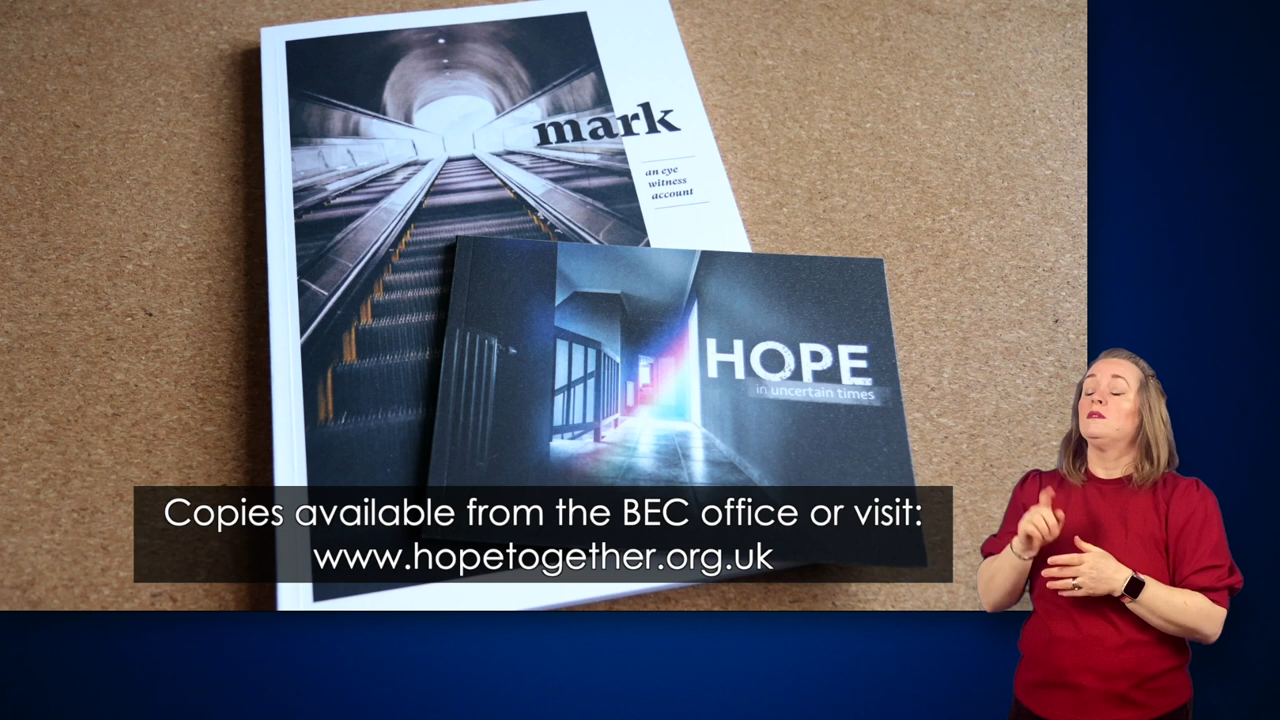 mark
an eye
witness
account
HOPE
in uncertain times
Copies available from the BEC office or visit:
www.hopetogether.org.uk